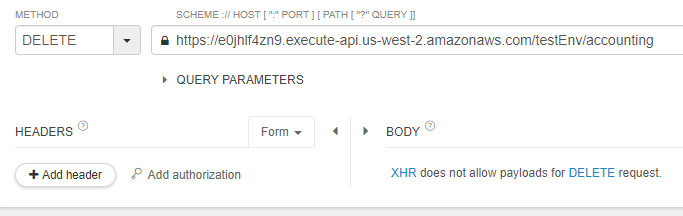 METHOD
SCHEME :// HOST [ ":" PORT ] [ PATH [ "?" QUERY ]]
DELETE
https://e0jhlf4zn9.execute-api.us-west-2.amazonaws.com/testEnv/accounting
QUERY PARAMETERS
HEADERS ?
Form
BODY ?
+ Add header
Add authorization
XHR does not allow payloads for DELETE request.